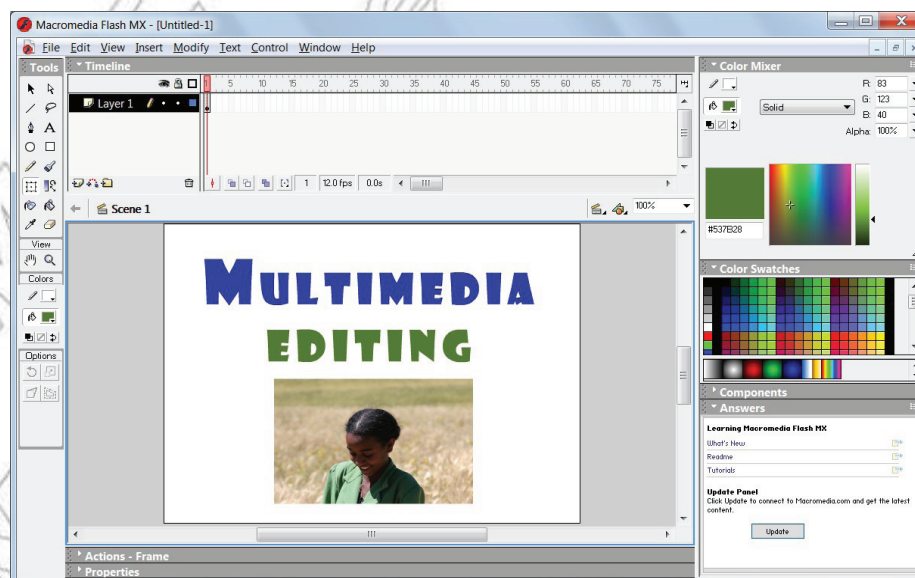 Macromedia Flash MX - [Untitled-1]
File Edit View Insert Modify Text Control Window Help
Tools
Timeline
1 5 10 15 20 25 30 35 40 45 50 55 60 65 70 75
Layer 1
1 12.0 fps 0.0s
Scene 1
100%
View
Colors
Options
MULTIMEDIA
EDITING
Actions - Frame
Properties
Color Mixer
R: 83
Solid
G: 123
B: 40
Alpha: 100%
#537B28
Color Swatches
Components
Answers
Learning Macromedia Flash MX
What's New
Readme
Tutorials
Update Panel
Click Update to connect to Macromedia.com and get the latest
content.
Update